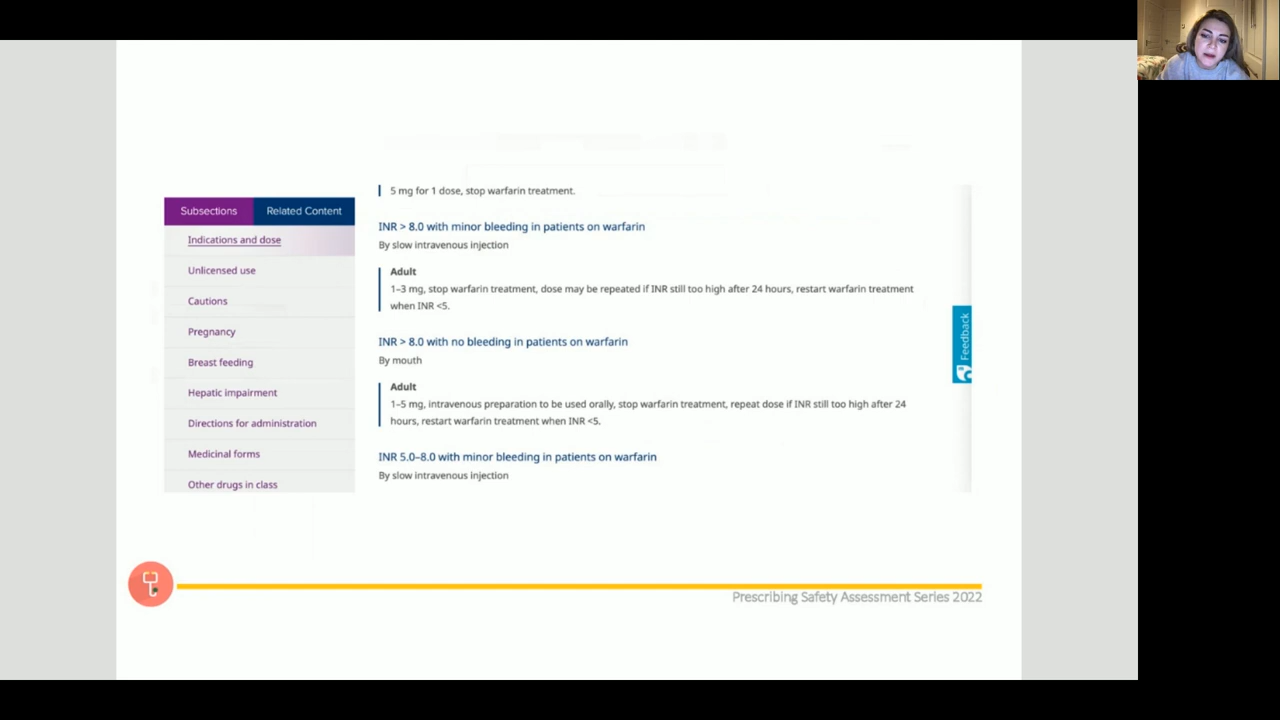 5 mg for 1 dose, stop warfarin treatment.
Subsections
Related Content
Indications and dose
Unlicensed use
Cautions
Pregnancy
Breast feeding
Hepatic impairment
Directions for administration
Medicinal forms
Other drugs in class
INR > 8.0 with minor bleeding in patients on warfarin
By slow intravenous injection
Adult
1–3 mg, stop warfarin treatment, dose may be repeated if INR still too high after 24 hours, restart warfarin treatment
when INR <5.
INR > 8.0 with no bleeding in patients on warfarin
By mouth
Adult
1–5 mg, intravenous preparation to be used orally, stop warfarin treatment, repeat dose if INR still too high after 24
hours, restart warfarin treatment when INR <5.
INR 5.0–8.0 with minor bleeding in patients on warfarin
By slow intravenous injection
Feedback
Prescribing Safety Assessment Series 2022